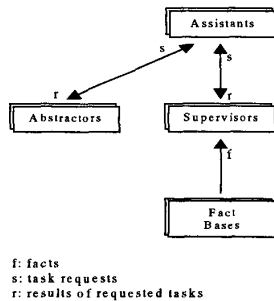 Assistants
s
s
r
r
Abstractors
Supervisors
f
Fact
Bases
f: facts
s: task requests
r: results of requested tasks